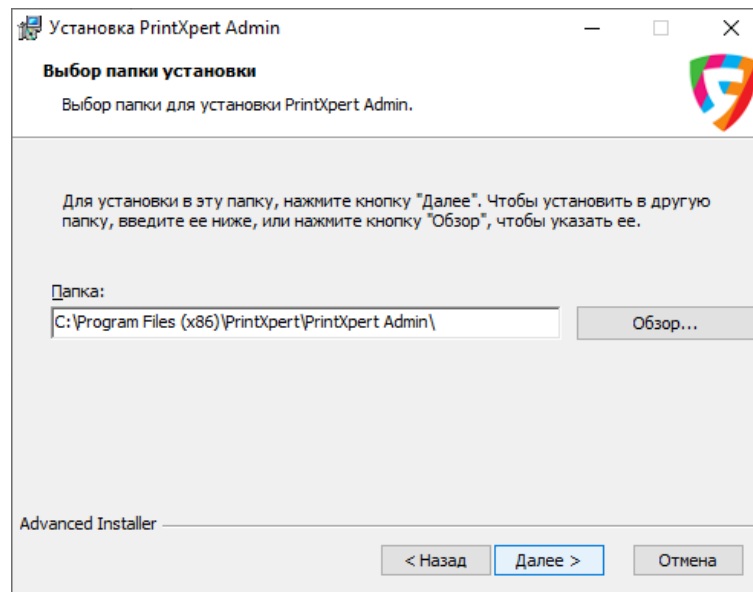 Установка PrintXpert Admin
Выбор папки установки
Выбор папки для установки PrintXpert Admin.
Для установки в эту папку, нажмите кнопку "Далее". Чтобы установить в другую
папку, введите ее ниже, или нажмите кнопку "Обзор", чтобы указать ее.
Папка:
C:\Program Files (x86)\PrintXpert\PrintXpert Admin\
Обзор...
Advanced Installer
< Назад
Далее >
Отмена